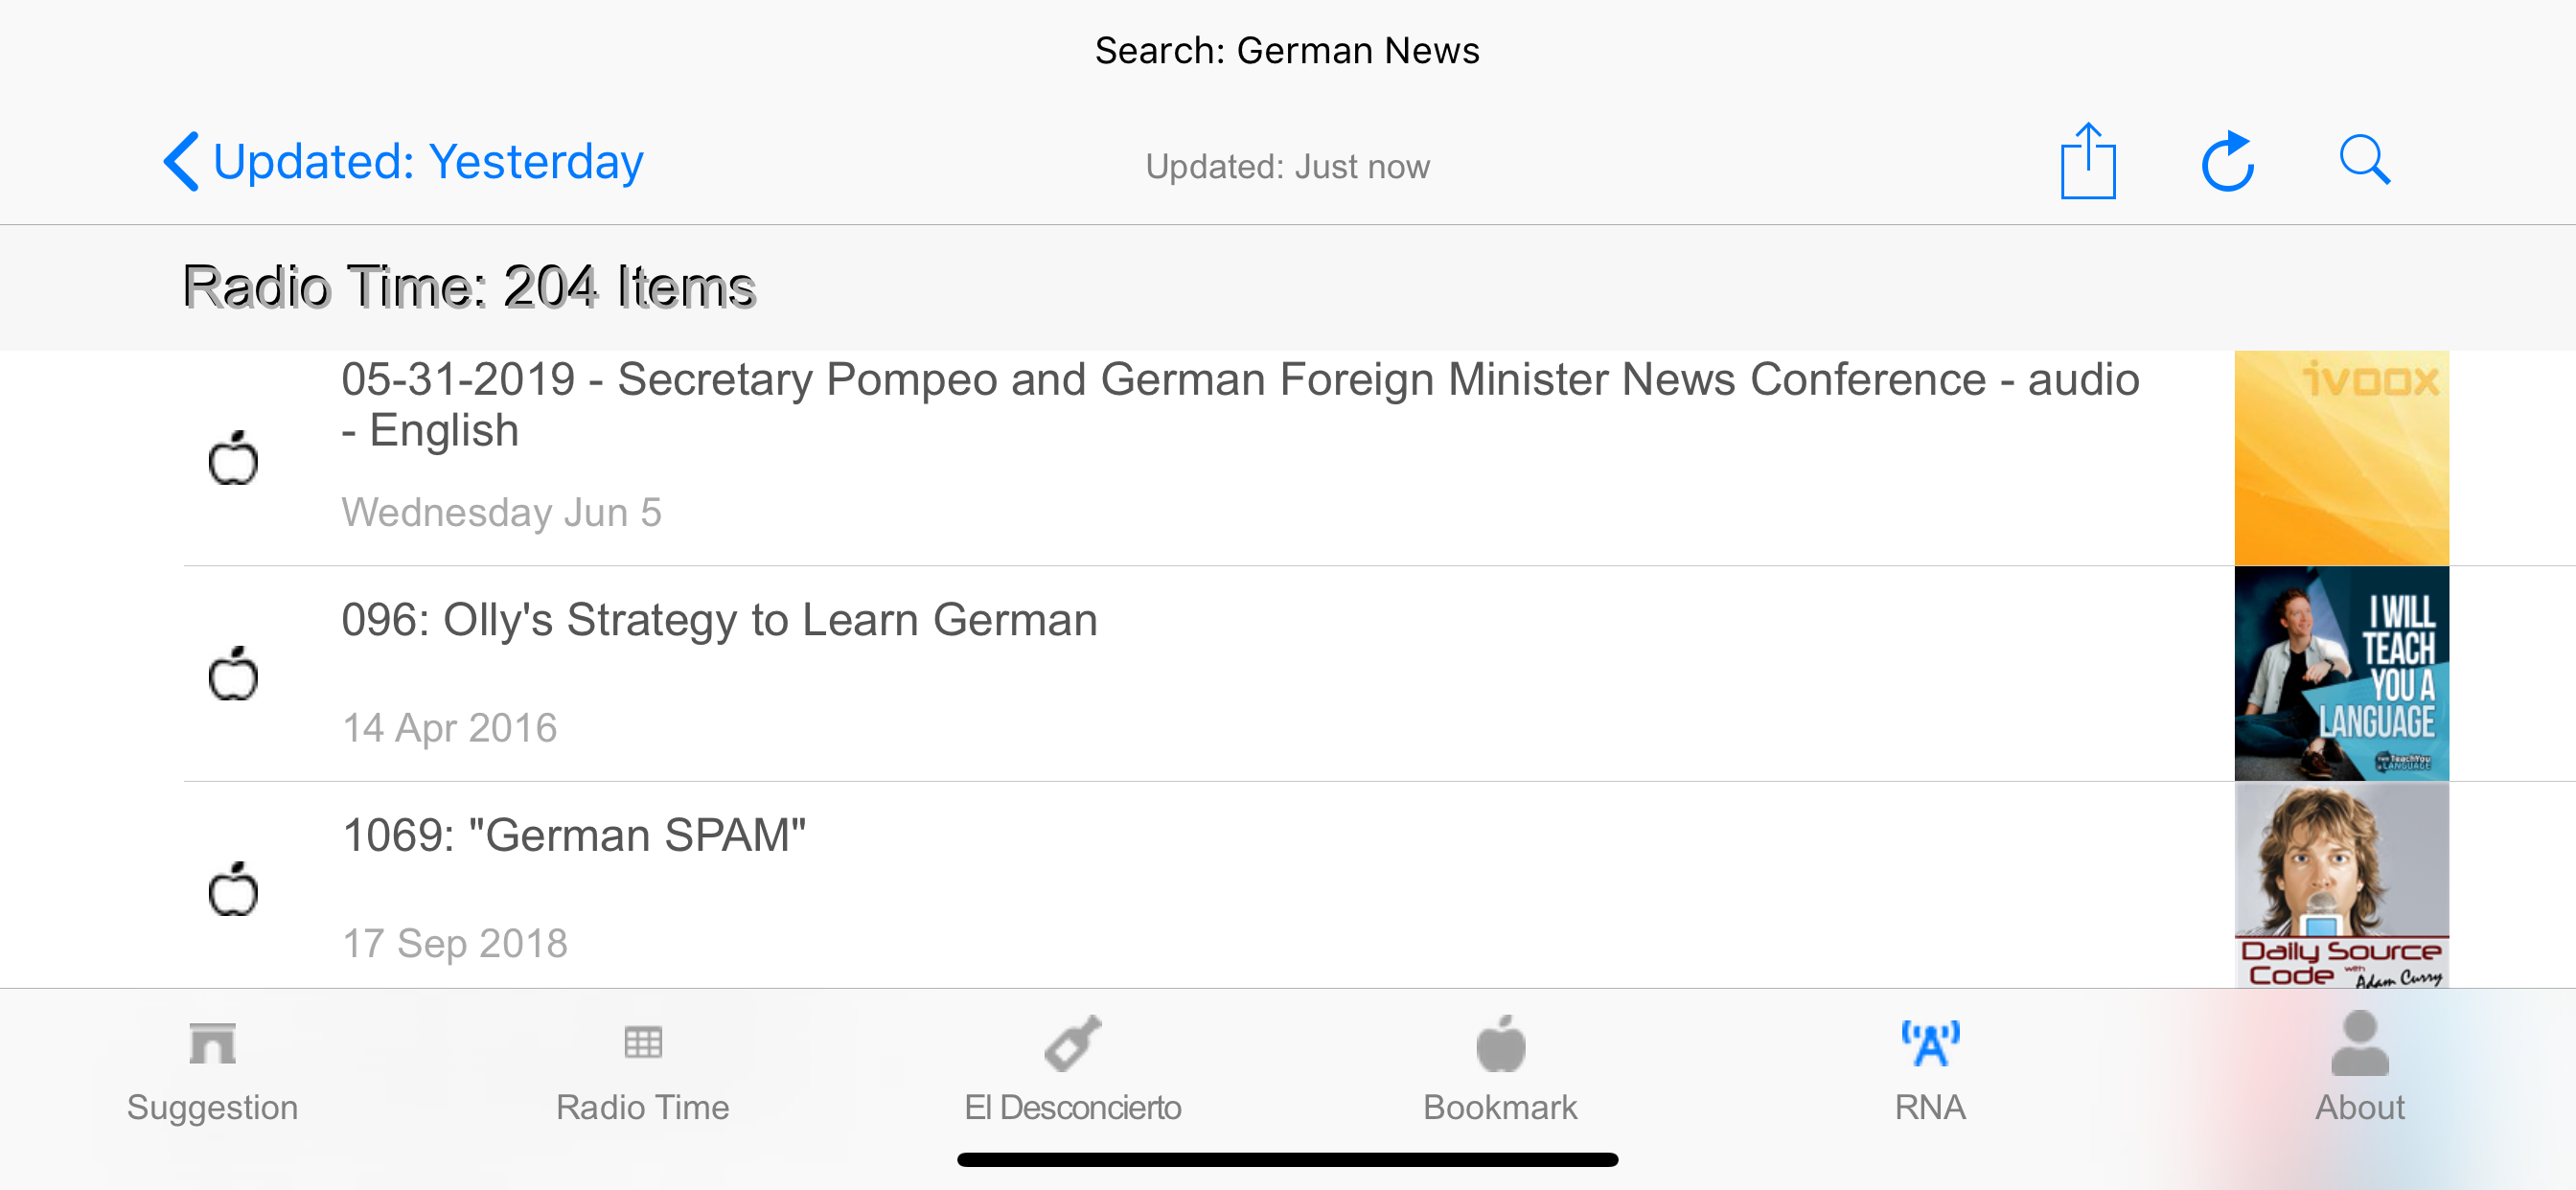 Search: German News
Updated: Yesterday
Updated: Just now
Radio Time: 204 Items
05-31-2019 - Secretary Pompeo and German Foreign Minister News Conference - audio
- English
Wednesday Jun 5
ivoox
096: Olly's Strategy to Learn German
14 Apr 2016
I WILL
TEACH
YOU A
LANGUAGE
TeachYou
LANGUAGE
1069: "German SPAM"
17 Sep 2018
Daily Source
Code with Adam Curry
Suggestion
Radio Time
El Desconcierto
Bookmark
RNA
About